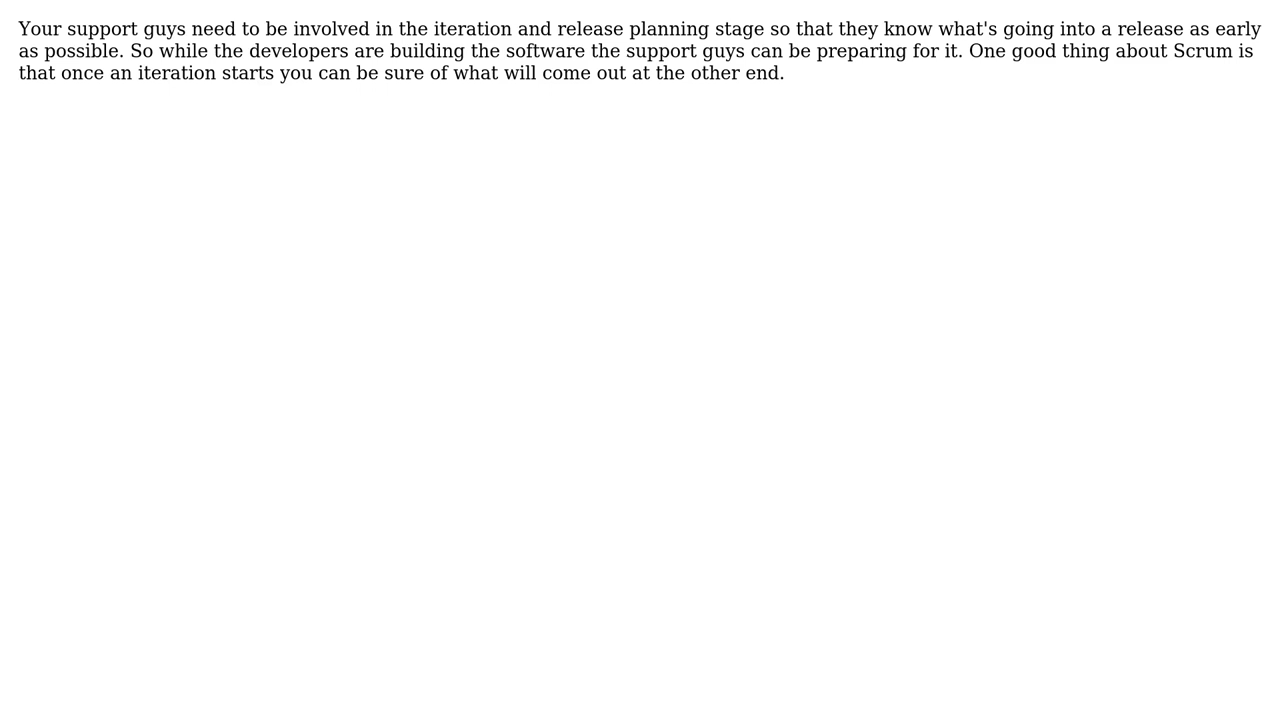 Your support guys need to be involved in the iteration and release planning stage so that they know what's going into a release as early
as possible. So while the developers are building the software the support guys can be preparing for it. One good thing about Scrum is
that once an iteration starts you can be sure of what will come out at the other end.